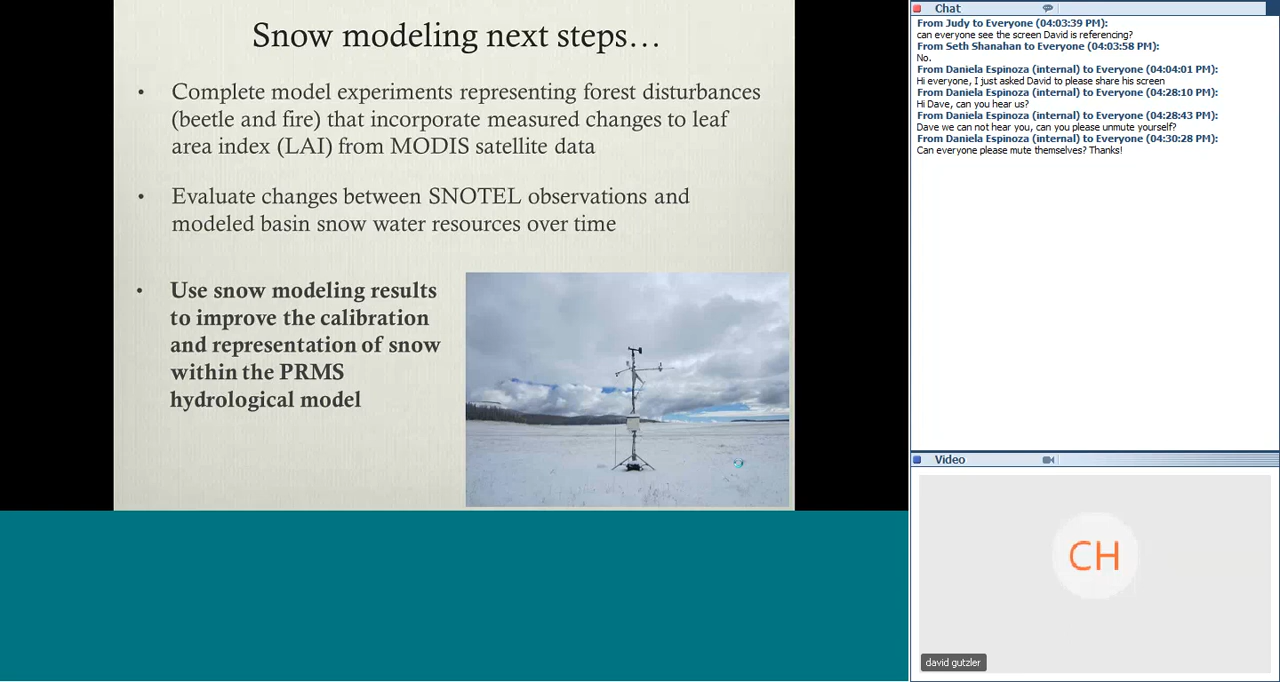 Snow modeling next steps…
• Complete model experiments representing forest disturbances
(beetle and fire) that incorporate measured changes to leaf
area index (LAI) from MODIS satellite data
• Evaluate changes between SNOTEL observations and
modeled basin snow water resources over time
• Use snow modeling results
to improve the calibration
and representation of snow
within the PRMS
hydrological model
Chat
From Judy to Everyone (04:03:39 PM):
can everyone see the screen David is referencing?
From Seth Shanahan to Everyone (04:03:58 PM):
No.
From Daniela Espinoza (internal) to Everyone (04:04:01 PM):
Hi everyone, I just asked David to please share his screen
From Daniela Espinoza (internal) to Everyone (04:28:10 PM):
Hi Dave, can you hear us?
From Daniela Espinoza (internal) to Everyone (04:28:43 PM):
Dave we can not hear you, can you please unmute yourself?
From Daniela Espinoza (internal) to Everyone (04:30:28 PM):
Can everyone please mute themselves? Thanks!
Video
CH
david gutzler